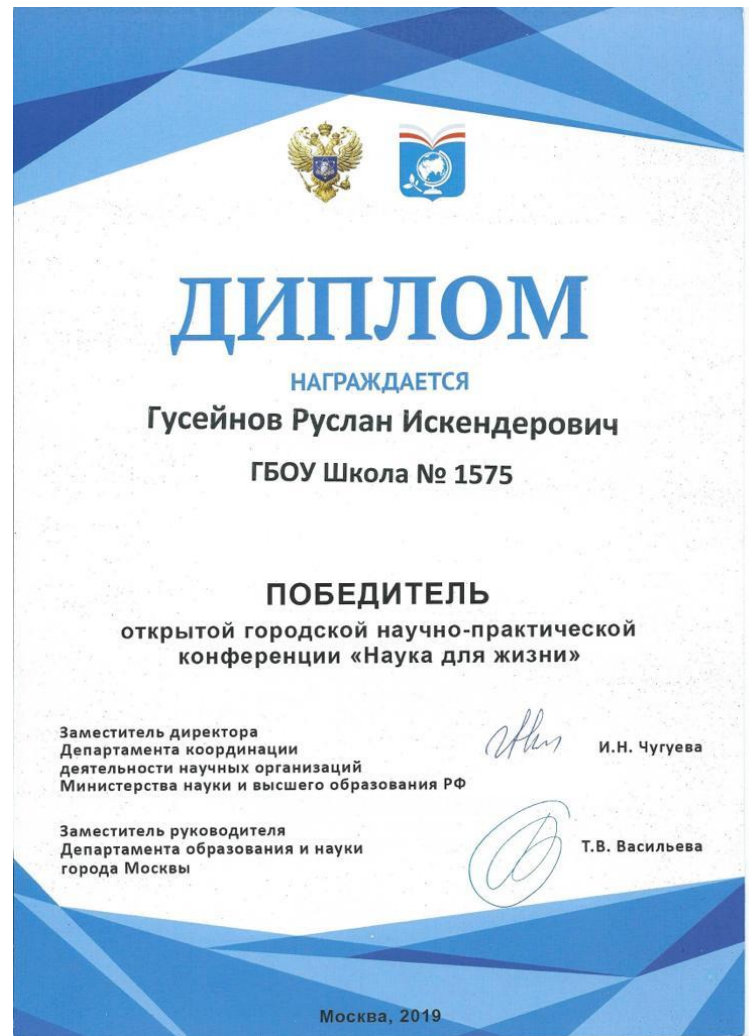 ДИПЛОМ
НАГРАЖДАЕТСЯ
Гусейнов Руслан Искендерович
ГБОУ Школа № 1575
ПОБЕДИТЕЛЬ
открытой городской научно-практической
конференции «Наука для жизни»
Заместитель директора
Департамента координации
деятельности научных организаций
Министерства науки и высшего образования РФ
И.Н. Чугуева
Заместитель руководителя
Департамента образования и науки
города Москвы
Т.В. Васильева
Москва, 2019